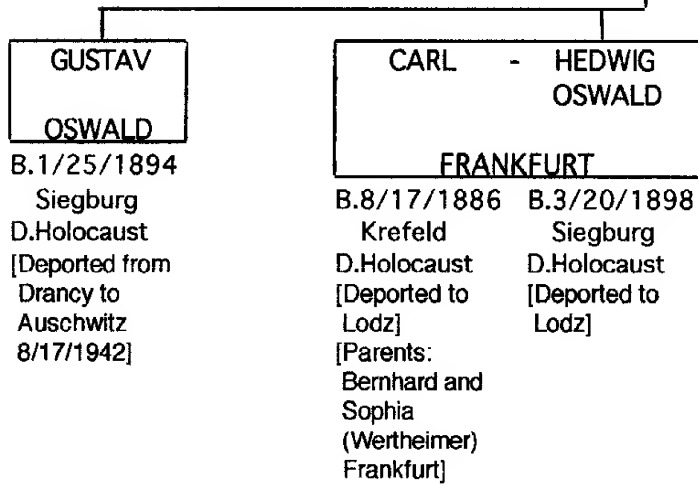 GUSTAV
OSWALD
B.1/25/1894
Siegburg
D.Holocaust
[Deported from
Drancy to
Auschwitz
8/17/1942]
CARL - HEDWIG
OSWALD
FRANKFURT
B.8/17/1886 B.3/20/1898
Krefeld Siegburg
D.Holocaust D.Holocaust
[Deported to [Deported to
Lodz] Lodz]
[Parents:
Bernhard and
Sophia
(Wertheimer)
Frankfurt]